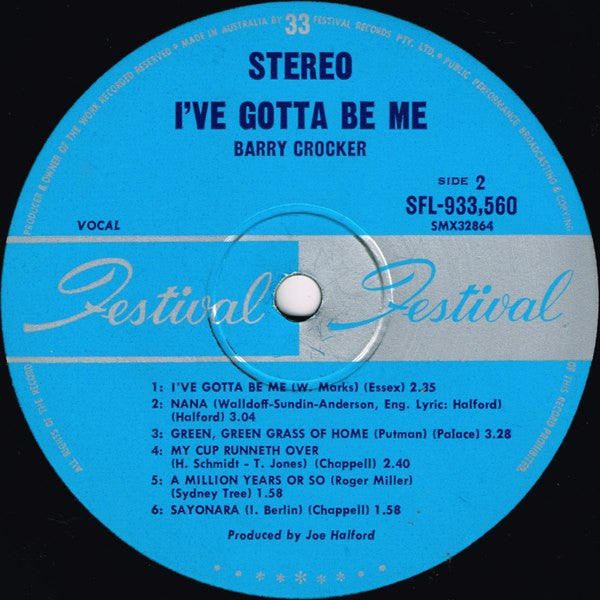 MADE IN AUSTRALIA BY 33 FESTIVAL RECORDS PTY. LTD. • PUBLIC PERFORMANCE BROADCASTING & COPYING OF THIS RECORD PROHIBITED.
ALL RIGHTS OF THE RECORD PRODUCER & OWNER OF THE WORK RECORDED RESERVED •
STEREO
I'VE GOTTA BE ME
BARRY CROCKER
SIDE 2
SFL-933,560
SMX32864
VOCAL
Festival Festival
1: I'VE GOTTA BE ME (W. Marks) (Essex) 2.35
2: NANA (Walldoff-Sundin-Anderson, Eng. Lyric: Halford)
(Halford) 3.04
3: GREEN, GREEN GRASS OF HOME (Putman) (Palace) 3.28
4: MY CUP RUNNETH OVER
(H. Schmidt - T. Jones) (Chappell) 2.40
5: A MILLION YEARS OR SO (Roger Miller)
(Sydney Tree) 1.58
6: SAYONARA (I. Berlin) (Chappell) 1.58
Produced by Joe Halford